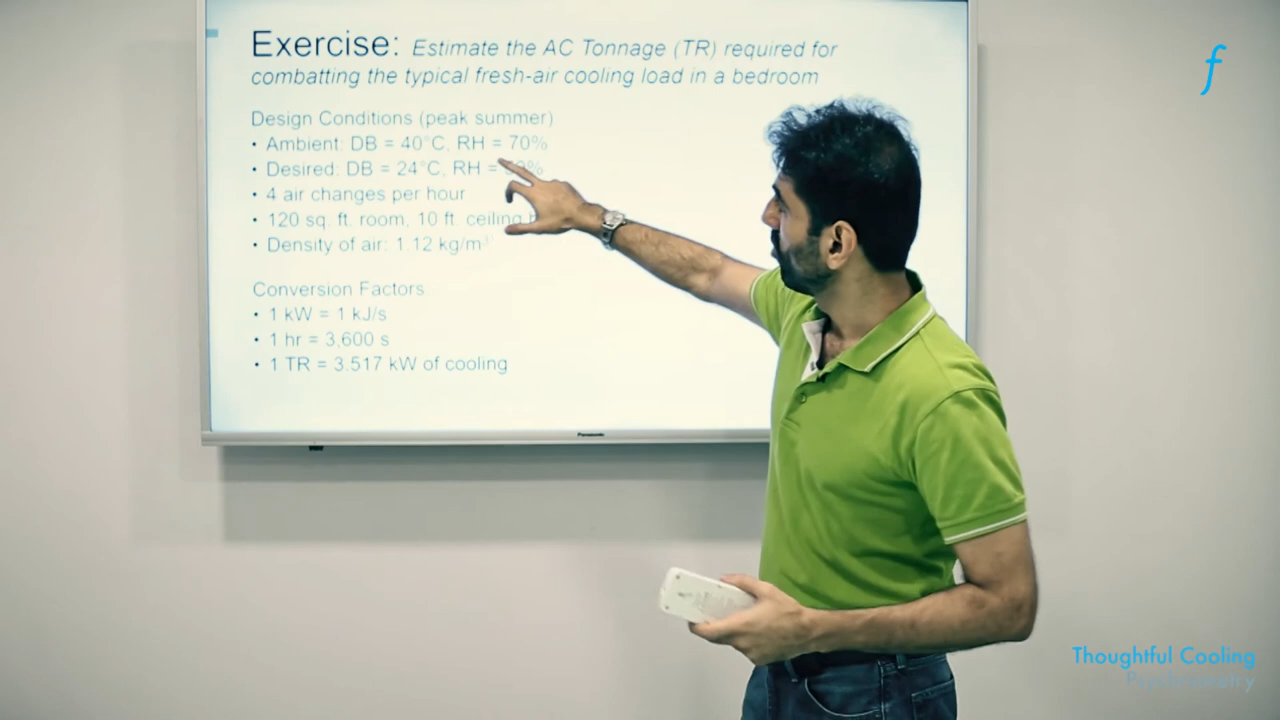 Exercise: Estimate the AC Tonnage (TR) required for
combatting the typical fresh-air cooling load in a bedroom
Design Conditions (peak summer)
• Ambient: DB = 40°C, RH = 70%
• Desired: DB = 24°C, RH =
• 4 air changes per hour
• 120 sq. ft. room, 10 ft. ceiling
• Density of air: 1.12 kg/m³
Conversion Factors
• 1 kW = 1 kJ/s
• 1 hr = 3,600 s
• 1 TR = 3.517 kW of cooling
Panasonic
f
Thoughtful Cooling
Psychrometry